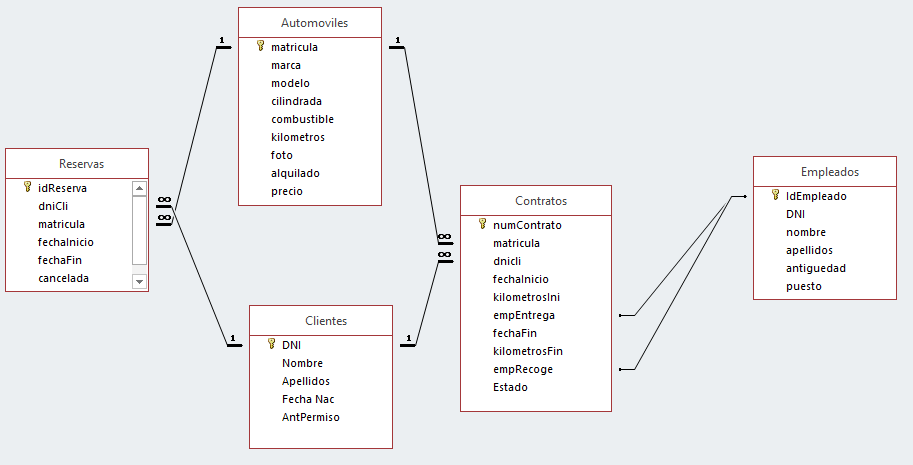 Automoviles
matricula
marca
modelo
cilindrada
combustible
kilometros
foto
alquilado
precio
1
1
Reservas
idReserva
dniCli
matricula
fechaInicio
fechaFin
cancelada
∞
∞
Clientes
DNI
Nombre
Apellidos
Fecha Nac
AntPermiso
1
1
Contratos
numContrato
matricula
dnicli
fechaInicio
kilometrosIni
empEntrega
fechaFin
kilometrosFin
empRecoge
Estado
∞
∞
Empleados
IdEmpleado
DNI
nombre
apellidos
antiguedad
puesto